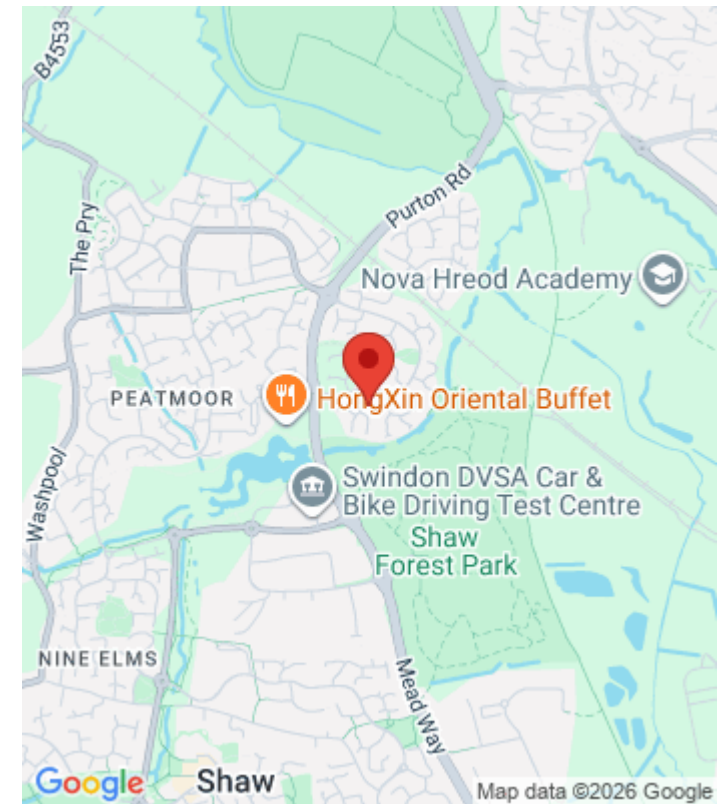 B4553
Purton Rd
The Pry
Nova Hreod Academy
PEATMOOR
HongXin Oriental Buffet
Washpool
Swindon DVSA Car &
Bike Driving Test Centre
Shaw
Forest Park
NINE ELMS
Mead Way
Google
Shaw
Map data ©2026 Google